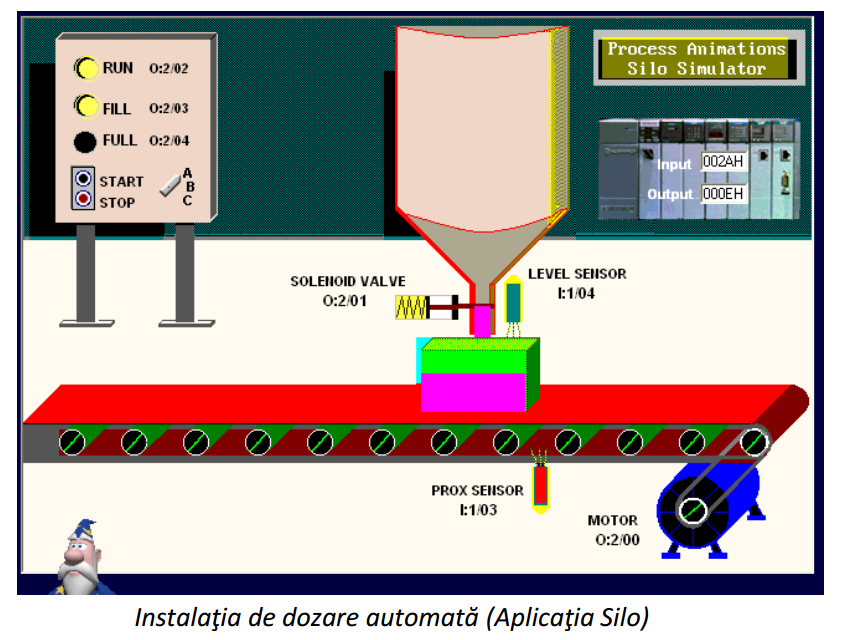 RUN O:2/02
FILL O:2/03
FULL O:2/04
START
STOP
A
B
C
Process Animations
Silo Simulator
Input 002AH
Output 000EH
SOLENOID VALVE
O:2/01
LEVEL SENSOR
I:1/04
PROX SENSOR
I:1/03
MOTOR
O:2/00
Instalaţia de dozare automată (Aplicaţia Silo)